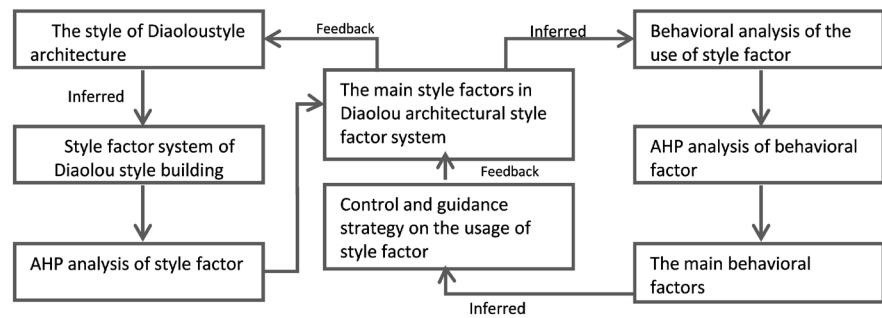 The style of Diaoloustyle
architecture
Inferred
Style factor system of
Diaolou style building
AHP analysis of style factor
Feedback
The main style factors in
Diaolou architectural style
factor system
Feedback
Control and guidance
strategy on the usage of
style factor
Inferred
Behavioral analysis of the
use of style factor
AHP analysis of behavioral
factor
The main behavioral
factors
Inferred